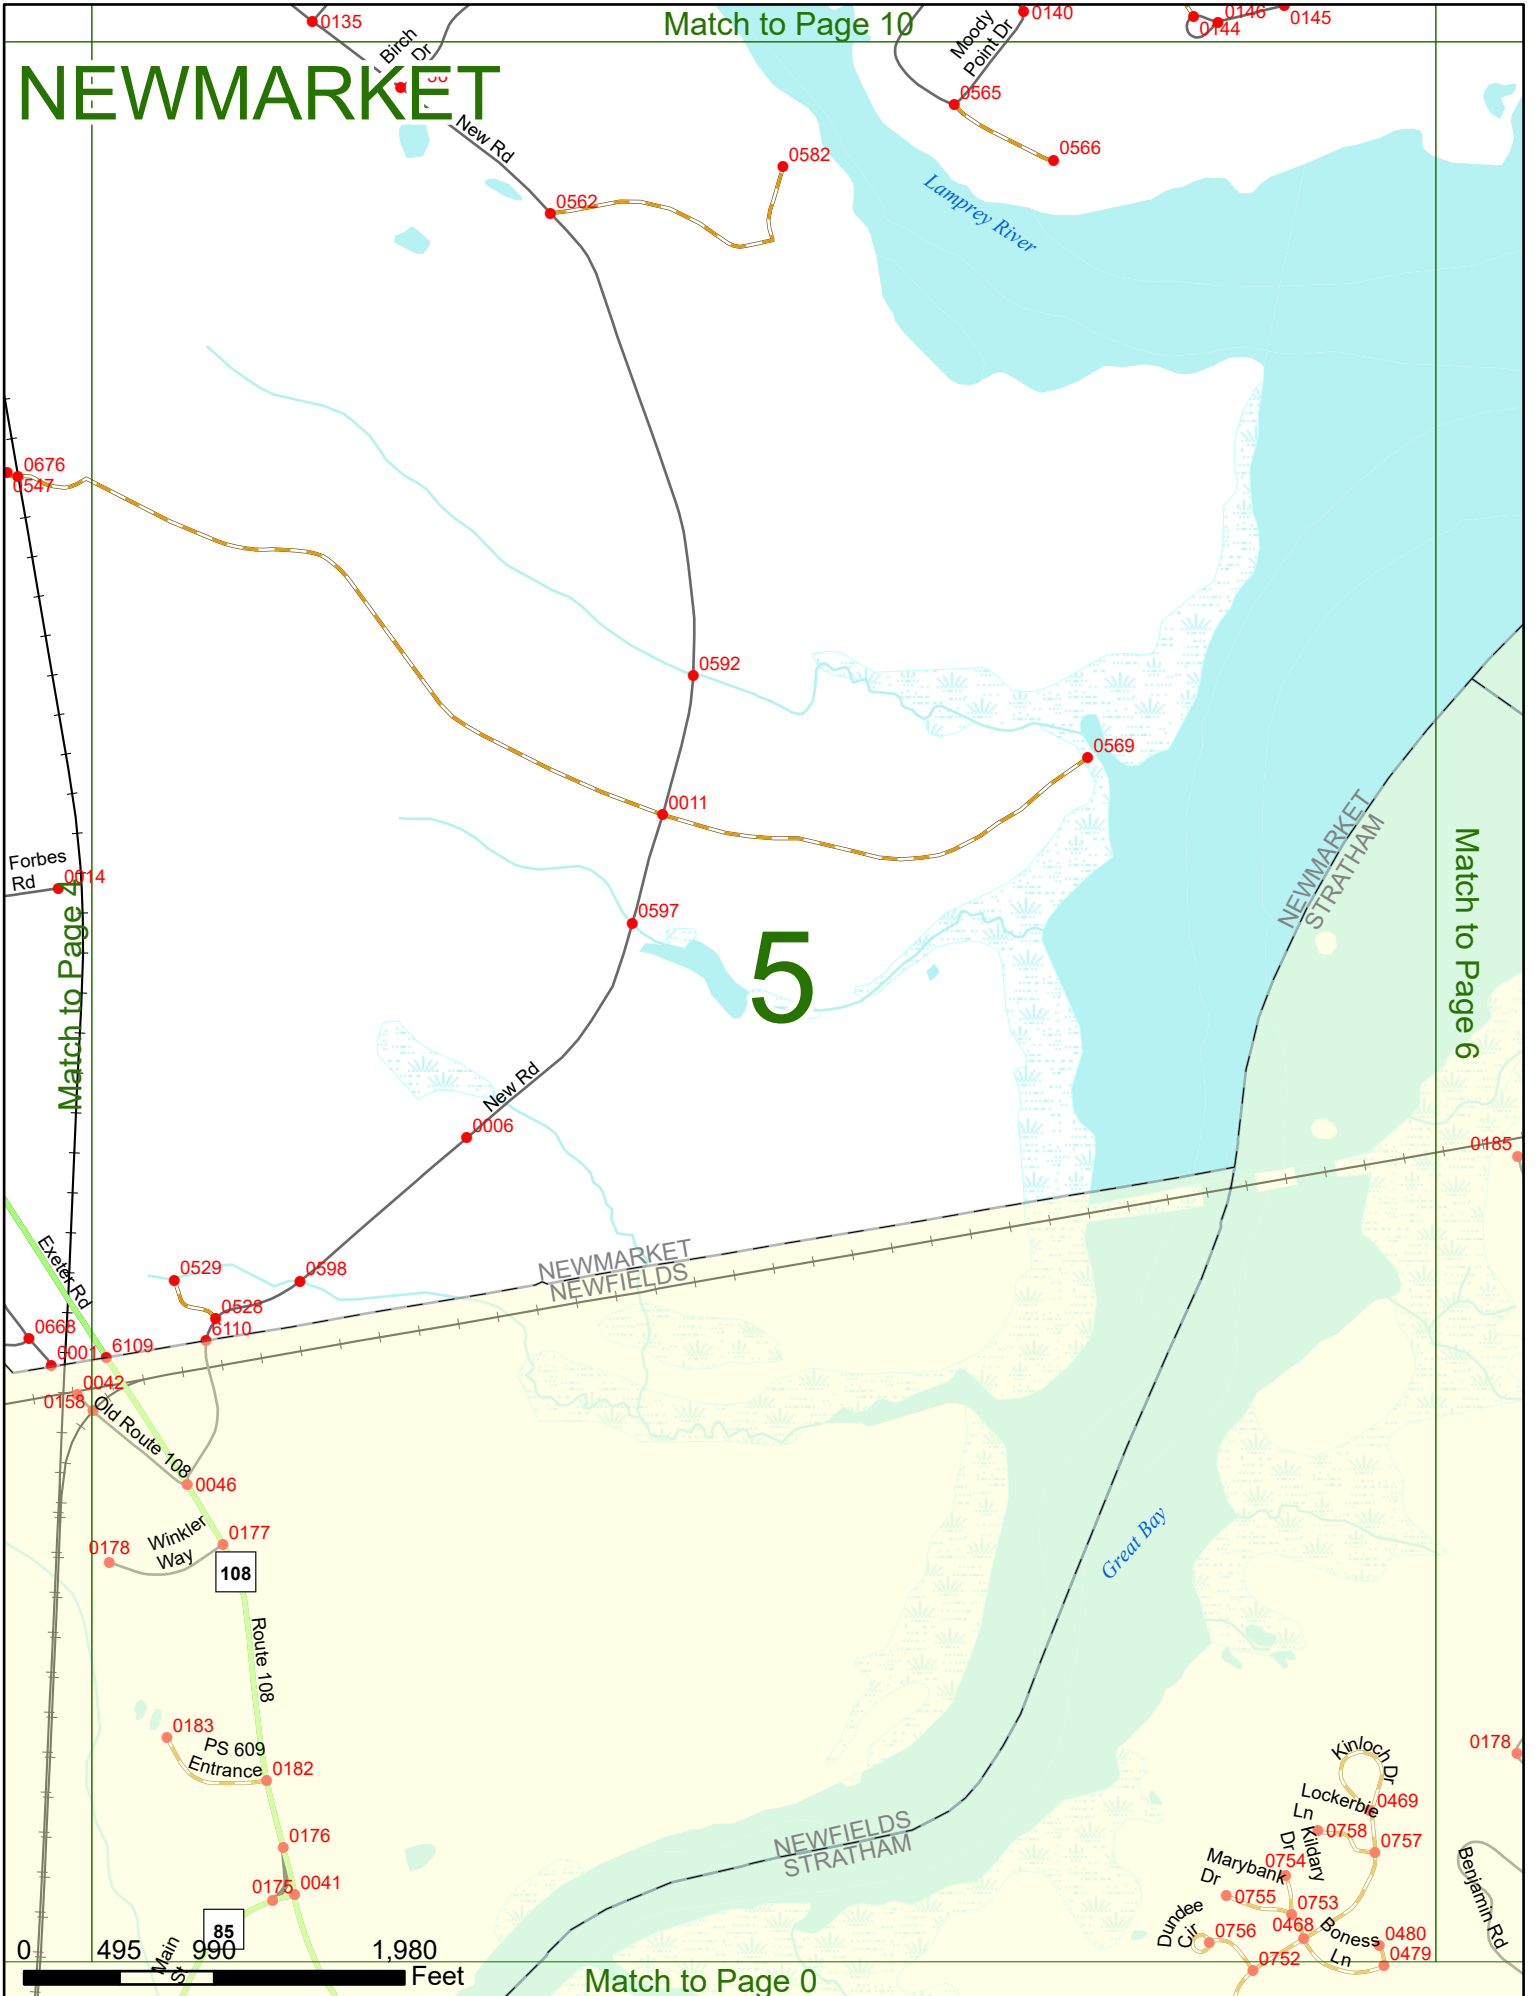 Match to Page 10
0135
Birch
Dr
Moody
Point Dr
0140
0144
0146
0145
NEWMARKET
New Rd
0565
0566
0582
0562
Lamprey River
0676
0547
0592
0569
0011
Forbes
Rd
0014
Match to Page 4
0597
5
NEWMARKET
STRATHAM
Match to Page 6
New Rd
0006
0185
Exeter Rd
0529
0598
0528
6110
NEWMARKET
NEWFIELDS
0668
0001
6109
0042
0158
Old Route 108
0046
Winkler
Way
0177
0178
108
Great Bay
Route 108
0183
PS 609
Entrance
0182
0176
0175
0041
85
Main
St
NEWFIELDS
STRATHAM
Kinloch Dr
0178
Lockerbie
Ln
0469
0758
Kildary
Dr
0757
0754
Marybank
Dr
0755
0753
Dundee
Cir
0756
0468
Boness
Ln
0480
0479
0752
Benjamin Rd
0 495 990 1,980
Feet
Match to Page 0